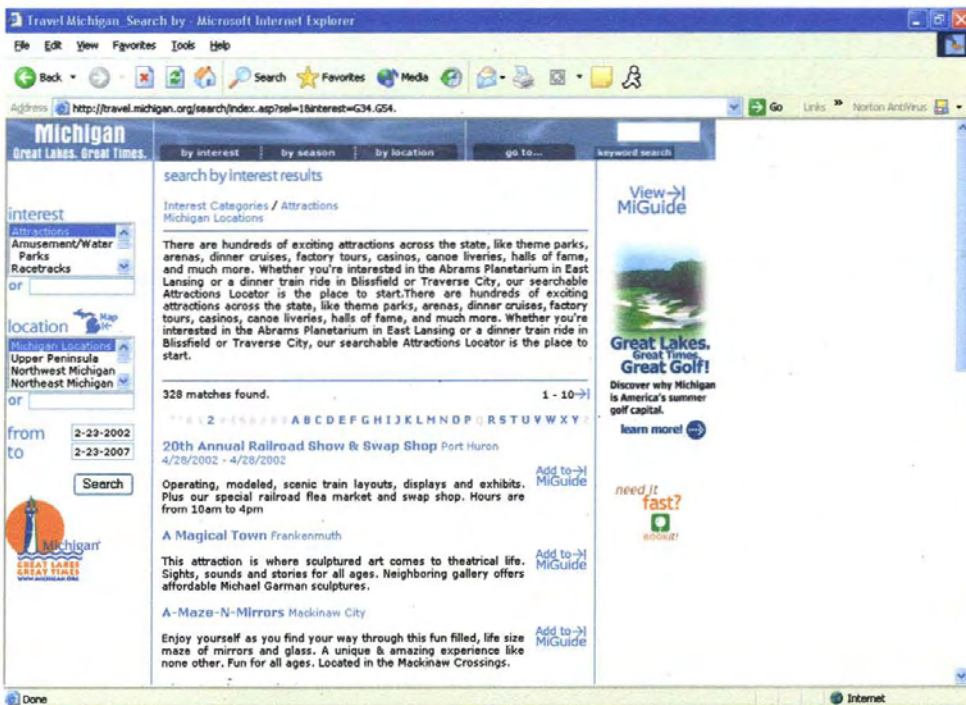 Travel Michigan_Search by - Microsoft Internet Explorer
File Edit View Favorites Tools Help
Back Search Favorites Media
Address http://travel.michigan.org/search/index.asp?sel=1&interest=G34.G54. Go Links » Norton AntiVirus
Michigan
Great Lakes. Great Times.
by interest by season by location go to... keyword search
interest
Attractions
Amusement/Water
Parks
Racetracks
or
location Map
Michigan Locations
Upper Peninsula
Northwest Michigan
Northeast Michigan
or
from 2-23-2002
to 2-23-2007
Search
Michigan
GREAT LAKES
GREAT TIMES
WWW.MICHIGAN.ORG
search by interest results
Interest Categories / Attractions
Michigan Locations
There are hundreds of exciting attractions across the state, like theme parks,
arenas, dinner cruises, factory tours, casinos, canoe liveries, halls of fame,
and much more. Whether you're interested in the Abrams Planetarium in East
Lansing or a dinner train ride in Blissfield or Traverse City, our searchable
Attractions Locator is the place to start.There are hundreds of exciting
attractions across the state, like theme parks, arenas, dinner cruises, factory
tours, casinos, canoe liveries, halls of fame, and much more. Whether you're
interested in the Abrams Planetarium in East Lansing or a dinner train ride in
Blissfield or Traverse City, our searchable Attractions Locator is the place to
start.
328 matches found. 1 - 10
2 A B C D E F G H I J K L M N O P Q R S T U V W X Y Z
20th Annual Railroad Show & Swap Shop Port Huron
4/28/2002 - 4/28/2002
Add to
MiGuide
Operating, modeled, scenic train layouts, displays and exhibits.
Plus our special railroad flea market and swap shop. Hours are
from 10am to 4pm
A Magical Town Frankenmuth
Add to
MiGuide
This attraction is where sculptured art comes to theatrical life.
Sights, sounds and stories for all ages. Neighboring gallery offers
affordable Michael Garman sculptures.
A-Maze-N-Mirrors Mackinaw City
Add to
MiGuide
Enjoy yourself as you find your way through this fun filled, life size
maze of mirrors and glass. A unique & amazing experience like
none other. Fun for all ages. Located in the Mackinaw Crossings.
View
MiGuide
Great Lakes.
Great Times.
Great Golf!
Discover why Michigan
is America's summer
golf capital.
learn more!
need it
fast?
BOOKit!
Done Internet